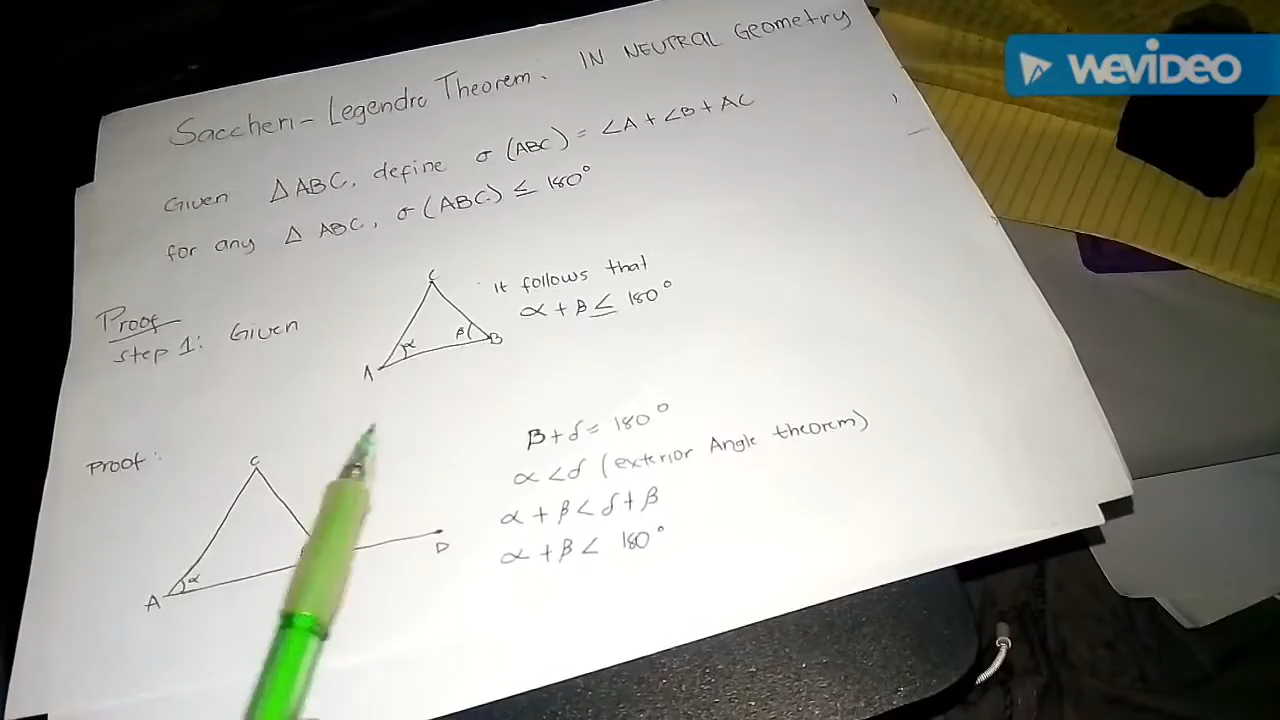 WEVIDEO
Saccheri - Legendre Theorem. IN NEUTRAL Geometry
Given △ABC, define σ (ABC) = ∠A + ∠B + ∠C
for any △ ABC, σ (ABC) ≤ 180°
Proof
Step 1: Given
C
α
β
A
B
It follows that
α + β ≤ 180°
Proof:
C
α
A
D
β + δ = 180°
α < δ (exterior Angle theorem)
α + β < δ + β
α + β < 180°